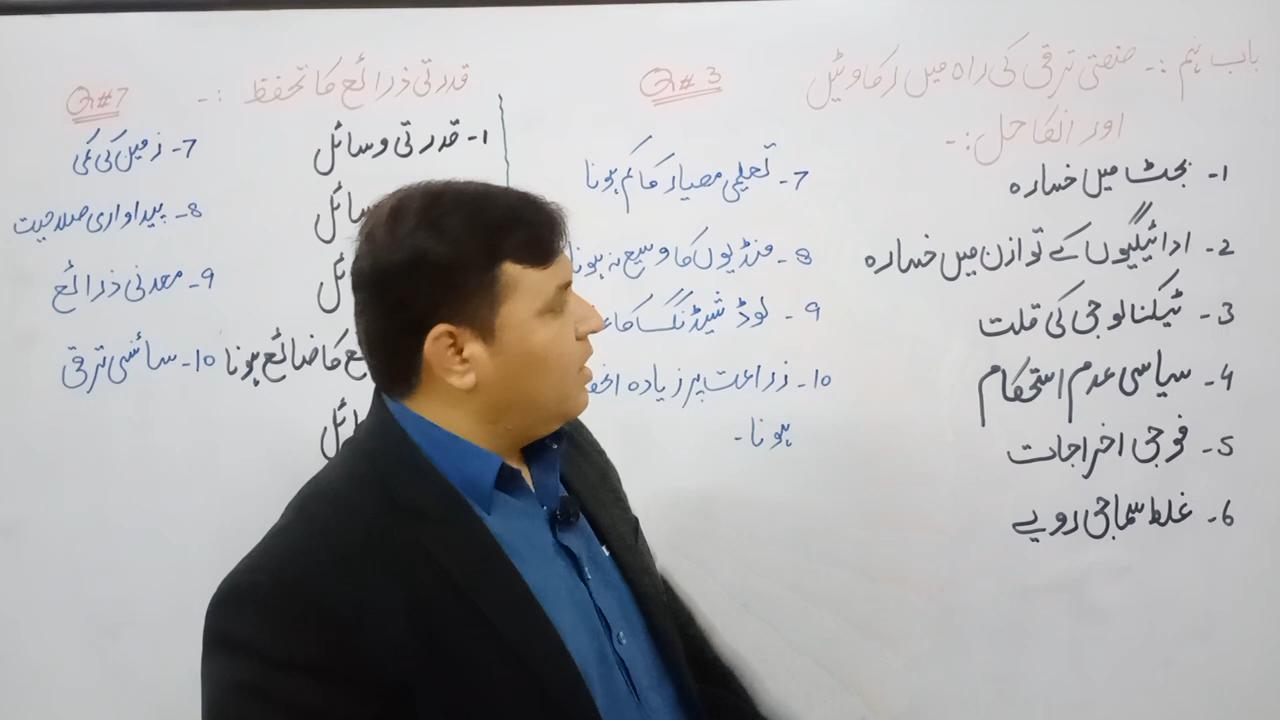 باب نہم :۔ صنعتی ترقی کی راہ میں رکاوٹیں
اور انکا حل :۔
Q#3
1۔ بجٹ میں خسارہ
2۔ ادائیگیوں کے توازن میں خسارہ
3۔ ٹیکنالوجی کی قلت
4۔ سیاسی عدم استحکام
5۔ فوجی اخراجات
6۔ غلط سماجی رویے
7۔ تعلیمی معیار کا کم ہونا
8۔ منڈیوں کا وسیع نہ ہونا
9۔ لوڈ شیڈنگ کا
10۔ زراعت پر زیادہ
ہونا۔
قدرتی ذرائع کا تحفظ :۔
Q#7
1۔ قدرتی وسائل
کا ضائع ہونا
7۔ زمین کی کمی
8۔ پیداواری صلاحیت
9۔ معدنی ذرائع
10۔ سائنسی ترقی